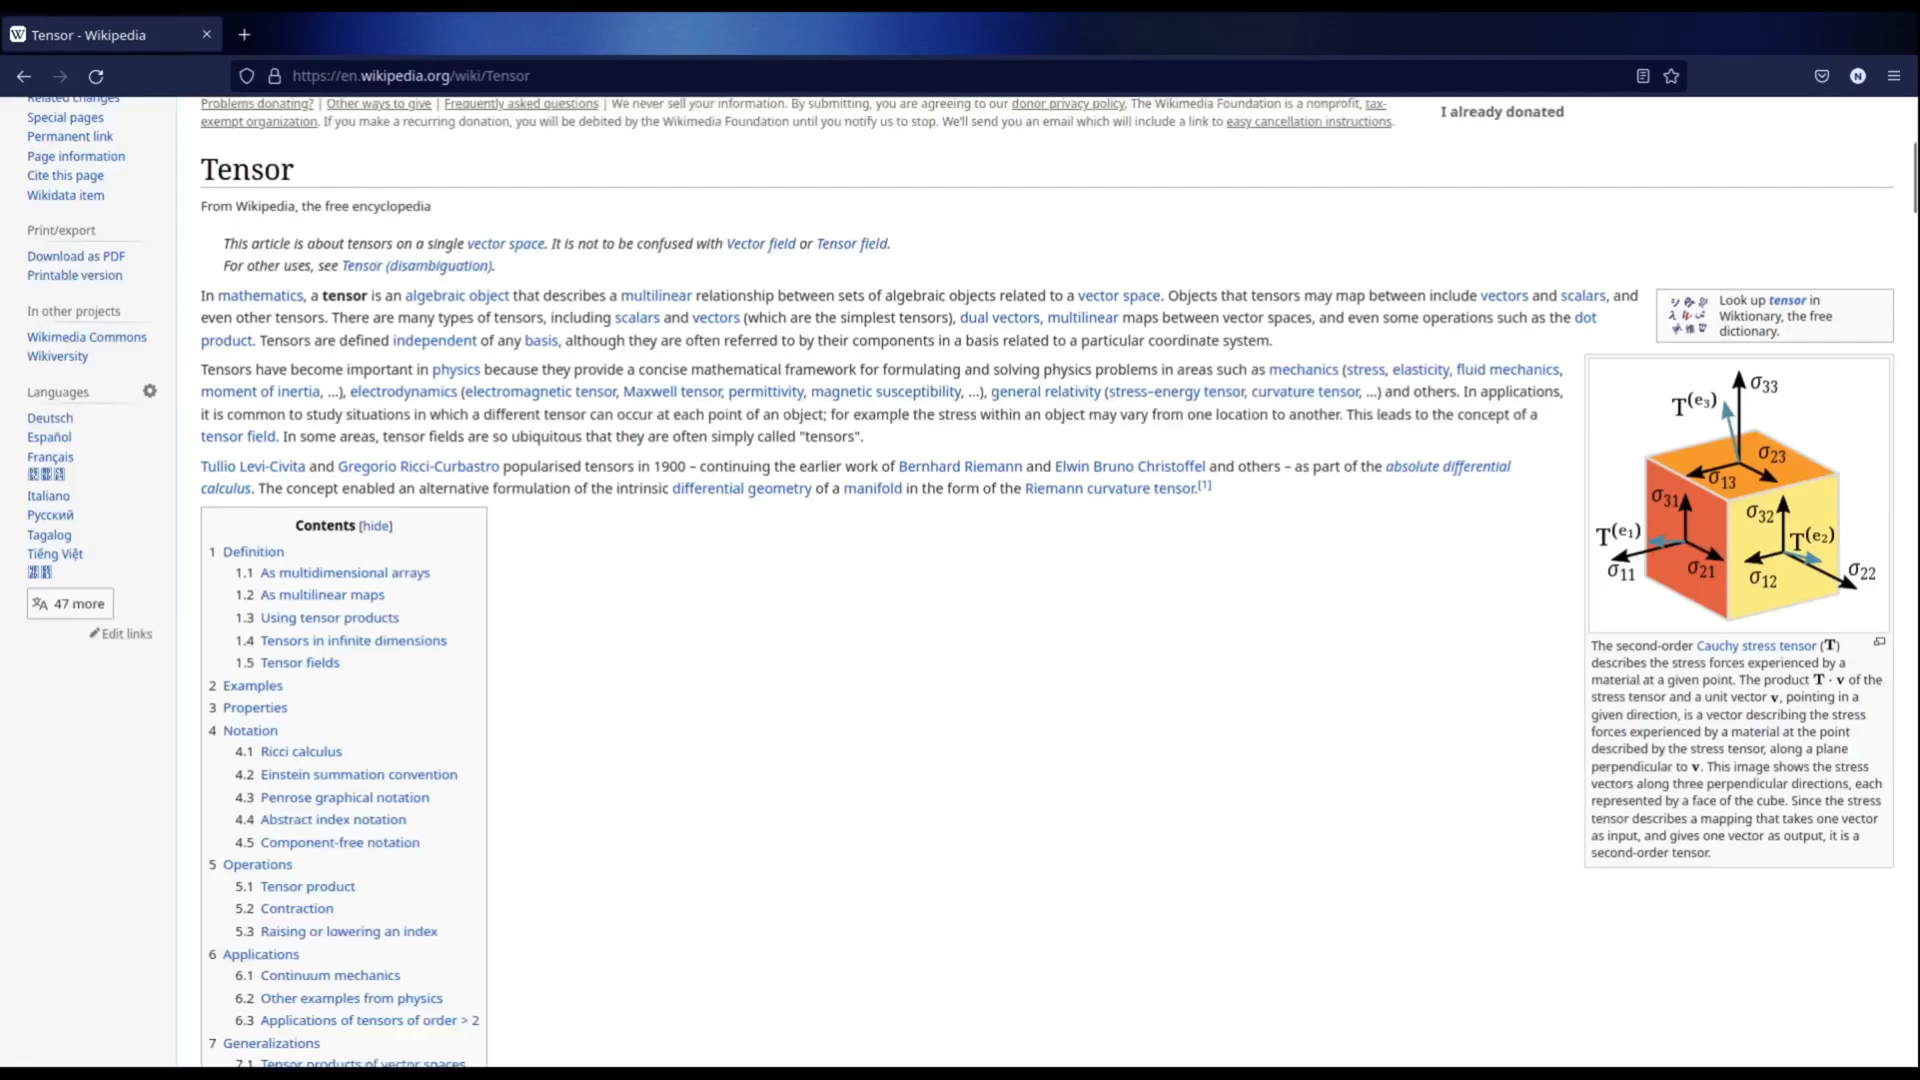 Tensor - Wikipedia
https://en.wikipedia.org/wiki/Tensor
Related changes
Special pages
Permanent link
Page information
Cite this page
Wikidata item
Print/export
Download as PDF
Printable version
In other projects
Wikimedia Commons
Wikiversity
Languages
Deutsch
Español
Français
Italiano
Русский
Tagalog
Tiếng Việt
47 more
Edit links
Problems donating? | Other ways to give | Frequently asked questions | We never sell your information. By submitting, you are agreeing to our donor privacy policy. The Wikimedia Foundation is a nonprofit, tax-
exempt organization. If you make a recurring donation, you will be debited by the Wikimedia Foundation until you notify us to stop. We'll send you an email which will include a link to easy cancellation instructions.
I already donated
Tensor
From Wikipedia, the free encyclopedia
This article is about tensors on a single vector space. It is not to be confused with Vector field or Tensor field.
For other uses, see Tensor (disambiguation).
In mathematics, a tensor is an algebraic object that describes a multilinear relationship between sets of algebraic objects related to a vector space. Objects that tensors may map between include vectors and scalars, and
even other tensors. There are many types of tensors, including scalars and vectors (which are the simplest tensors), dual vectors, multilinear maps between vector spaces, and even some operations such as the dot
product. Tensors are defined independent of any basis, although they are often referred to by their components in a basis related to a particular coordinate system.
Tensors have become important in physics because they provide a concise mathematical framework for formulating and solving physics problems in areas such as mechanics (stress, elasticity, fluid mechanics,
moment of inertia, ...), electrodynamics (electromagnetic tensor, Maxwell tensor, permittivity, magnetic susceptibility, ...), general relativity (stress–energy tensor, curvature tensor, ...) and others. In applications,
it is common to study situations in which a different tensor can occur at each point of an object; for example the stress within an object may vary from one location to another. This leads to the concept of a
tensor field. In some areas, tensor fields are so ubiquitous that they are often simply called "tensors".
Tullio Levi-Civita and Gregorio Ricci-Curbastro popularised tensors in 1900 – continuing the earlier work of Bernhard Riemann and Elwin Bruno Christoffel and others – as part of the absolute differential
calculus. The concept enabled an alternative formulation of the intrinsic differential geometry of a manifold in the form of the Riemann curvature tensor.[1]
Contents [hide]
1 Definition
1.1 As multidimensional arrays
1.2 As multilinear maps
1.3 Using tensor products
1.4 Tensors in infinite dimensions
1.5 Tensor fields
2 Examples
3 Properties
4 Notation
4.1 Ricci calculus
4.2 Einstein summation convention
4.3 Penrose graphical notation
4.4 Abstract index notation
4.5 Component-free notation
5 Operations
5.1 Tensor product
5.2 Contraction
5.3 Raising or lowering an index
6 Applications
6.1 Continuum mechanics
6.2 Other examples from physics
6.3 Applications of tensors of order > 2
7 Generalizations
7.1 Tensor products of vector spaces
Look up tensor in
Wiktionary, the free
dictionary.
σ33
T(e3)
σ23
σ13
σ31
σ32
T(e1)
T(e2)
σ11
σ21
σ12
σ22
The second-order Cauchy stress tensor (T)
describes the stress forces experienced by a
material at a given point. The product T · v of the
stress tensor and a unit vector v, pointing in a
given direction, is a vector describing the stress
forces experienced by a material at the point
described by the stress tensor, along a plane
perpendicular to v. This image shows the stress
vectors along three perpendicular directions, each
represented by a face of the cube. Since the stress
tensor describes a mapping that takes one vector
as input, and gives one vector as output, it is a
second-order tensor.